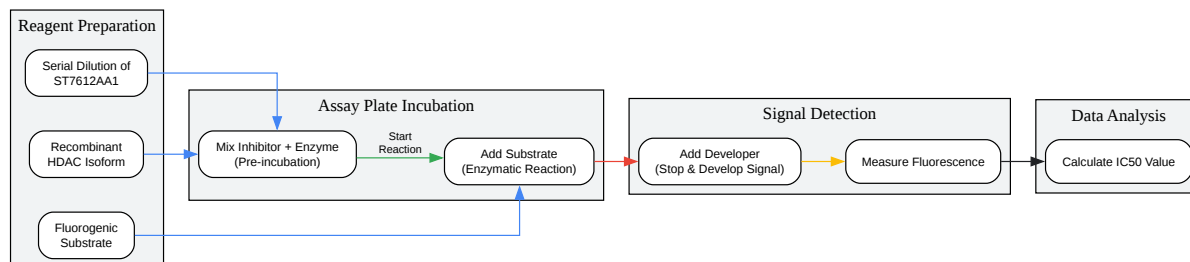 Reagent Preparation
Serial Dilution of
ST7612AA1
Recombinant
HDAC Isoform
Fluorogenic
Substrate
Assay Plate Incubation
Mix Inhibitor + Enzyme
(Pre-incubation)
Start
Reaction
Add Substrate
(Enzymatic Reaction)
Signal Detection
Add Developer
(Stop & Develop Signal)
Measure Fluorescence
Data Analysis
Calculate IC50 Value